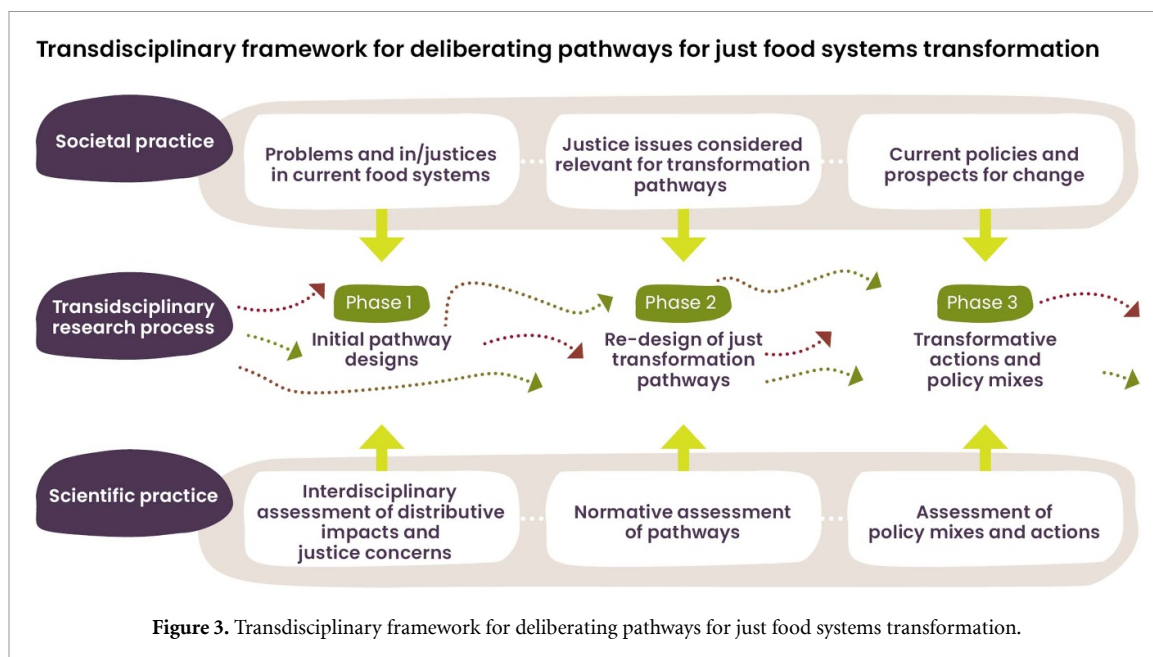 Transdisciplinary framework for deliberating pathways for just food systems transformation
Societal practice
Problems and in/justices
in current food systems
Justice issues considered
relevant for transformation
pathways
Current policies and
prospects for change
Transidsciplinary
research process
Phase 1
Initial pathway
designs
Phase 2
Re-design of just
transformation
pathways
Phase 3
Transformative
actions and
policy mixes
Scientific practice
Interdisciplinary
assessment of distributive
impacts and
justice concerns
Normative assessment
of pathways
Assessment of
policy mixes and actions
Figure 3. Transdisciplinary framework for deliberating pathways for just food systems transformation.